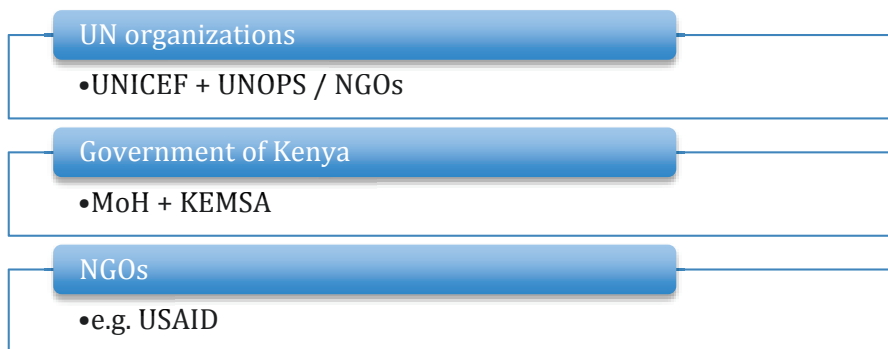 UN organizations
•UNICEF + UNOPS / NGOs
Government of Kenya
•MoH + KEMSA
NGOs
•e.g. USAID